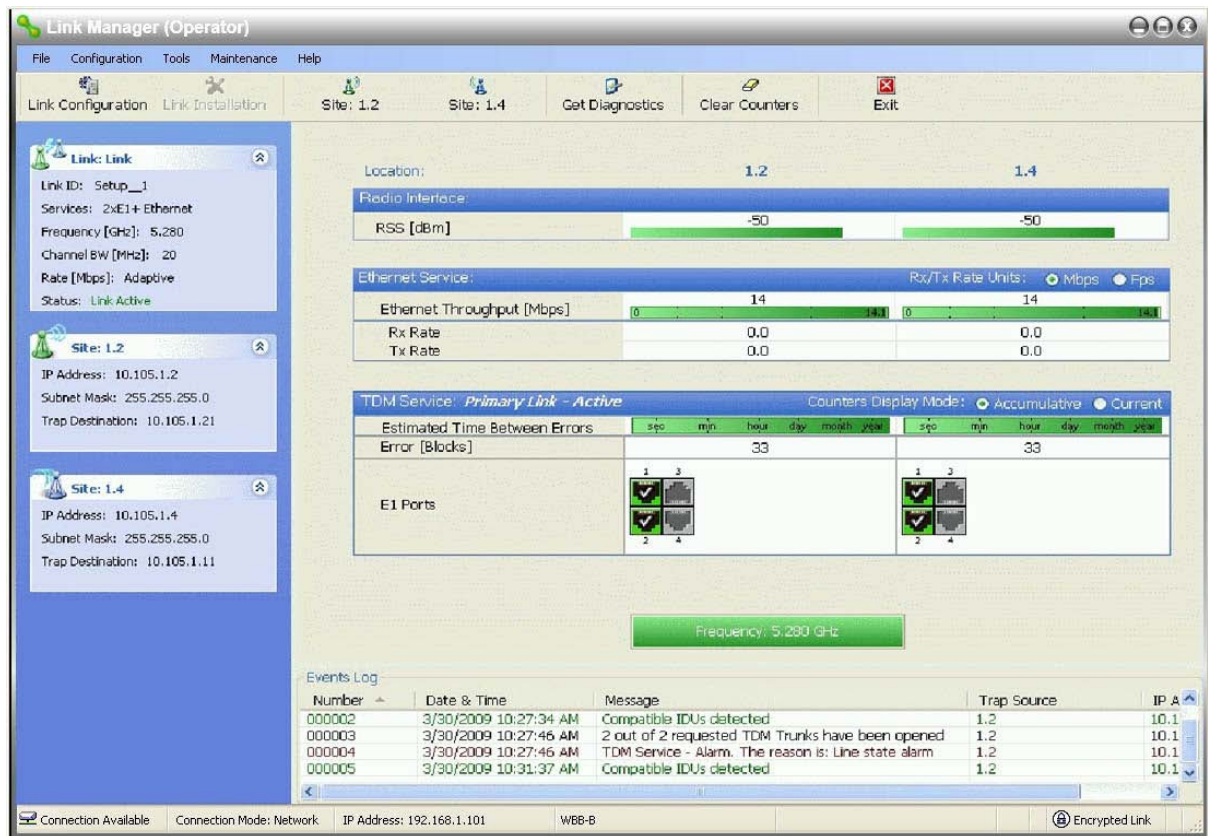 Link Manager (Operator)
File Configuration Tools Maintenance Help
Link Configuration Link Installation Site: 1.2 Site: 1.4 Get Diagnostics Clear Counters Exit
Link: Link
Link ID: Setup__1
Services: 2xE1+ Ethernet
Frequency [GHz]: 5.280
Channel BW [MHz]: 20
Rate [Mbps]: Adaptive
Status: Link Active
Site: 1.2
IP Address: 10.105.1.2
Subnet Mask: 255.255.255.0
Trap Destination: 10.105.1.21
Site: 1.4
IP Address: 10.105.1.4
Subnet Mask: 255.255.255.0
Trap Destination: 10.105.1.11
Location: 1.2 1.4
Radio Interface:
RSS [dBm] -50 -50
Ethernet Service: Rx/Tx Rate Units: Mbps Fps
Ethernet Throughput [Mbps] 14 14
0 14.1 0 14.1
Rx Rate 0.0 0.0
Tx Rate 0.0 0.0
TDM Service: Primary Link - Active Counters Display Mode: Accumulative Current
Estimated Time Between Errors sec min hour day month year sec min hour day month year
Error [Blocks] 33 33
E1 Ports
1 3 1 3
2 4 2 4
Frequency: 5.280 GHz
Events Log
Number Date & Time Message Trap Source IP A
000002 3/30/2009 10:27:34 AM Compatible IDUs detected 1.2 10.1
000003 3/30/2009 10:27:46 AM 2 out of 2 requested TDM Trunks have been opened 1.2 10.1
000004 3/30/2009 10:27:46 AM TDM Service - Alarm. The reason is: Line state alarm 1.2 10.1
000005 3/30/2009 10:31:37 AM Compatible IDUs detected 1.2 10.1
Connection Available Connection Mode: Network IP Address: 192.168.1.101 WBB-B Encrypted Link